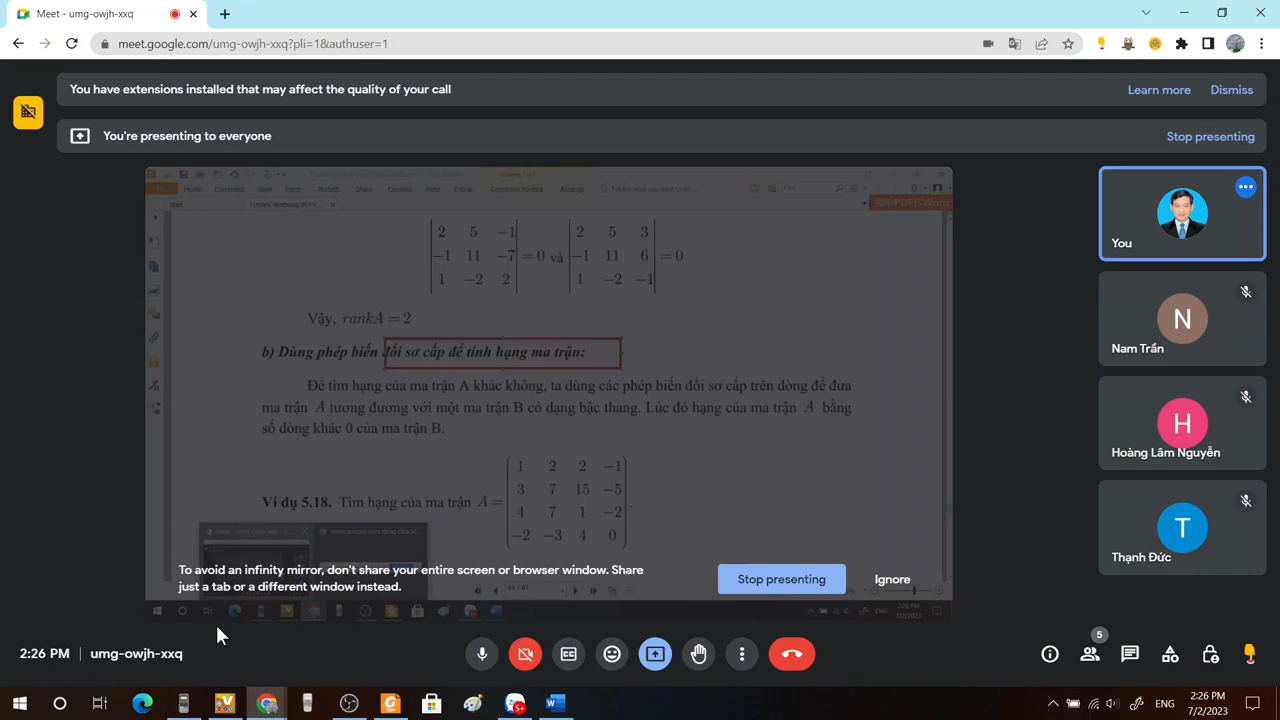 Meet - umg-owjh-xxq
meet.google.com/umg-owjh-xxq?pli=1&authuser=1
You have extensions installed that may affect the quality of your call
Learn more
Dismiss
You're presenting to everyone
Stop presenting
2 5 −1
−1 11 −7
1 −2 2
= 0 và
2 5 3
−1 11 6
1 −2 −1
= 0
Vậy, rankA = 2
b) Dùng phép biến đổi sơ cấp để tính hạng ma trận:
Để tìm hạng của ma trận A khác không, ta dùng các phép biến đổi sơ cấp trên dòng để đưa
ma trận A tương đương với một ma trận B có dạng bậc thang. Lúc đó hạng của ma trận A bằng
số dòng khác 0 của ma trận B.
Ví dụ 5.18. Tìm hạng của ma trận A =
1 2 2 −1
3 7 15 −5
4 7 1 −2
−2 −3 4 0
.
To avoid an infinity mirror, don't share your entire screen or browser window. Share
just a tab or a different window instead.
Stop presenting
Ignore
You
N
Nam Trần
H
Hoàng Lâm Nguyễn
T
Thạnh Đức
2:26 PM
umg-owjh-xxq
5
5+
ENG
2:26 PM
7/2/2023